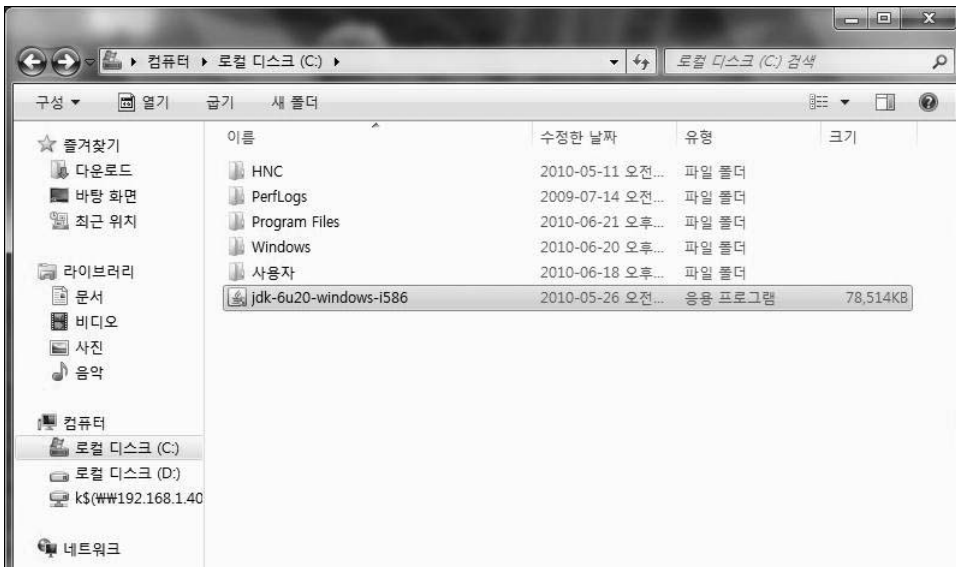 컴퓨터 ▸ 로컬 디스크 (C:) ▸
로컬 디스크 (C:) 검색
구성 ▼ 열기 굽기 새 폴더
즐겨찾기
다운로드
바탕 화면
최근 위치
라이브러리
문서
비디오
사진
음악
컴퓨터
로컬 디스크 (C:)
로컬 디스크 (D:)
k$(₩₩192.168.1.40
네트워크
이름 수정한 날짜 유형 크기
HNC 2010-05-11 오전... 파일 폴더
PerfLogs 2009-07-14 오전... 파일 폴더
Program Files 2010-06-21 오후... 파일 폴더
Windows 2010-06-20 오후... 파일 폴더
사용자 2010-06-18 오후... 파일 폴더
jdk-6u20-windows-i586 2010-05-26 오전... 응용 프로그램 78,514KB